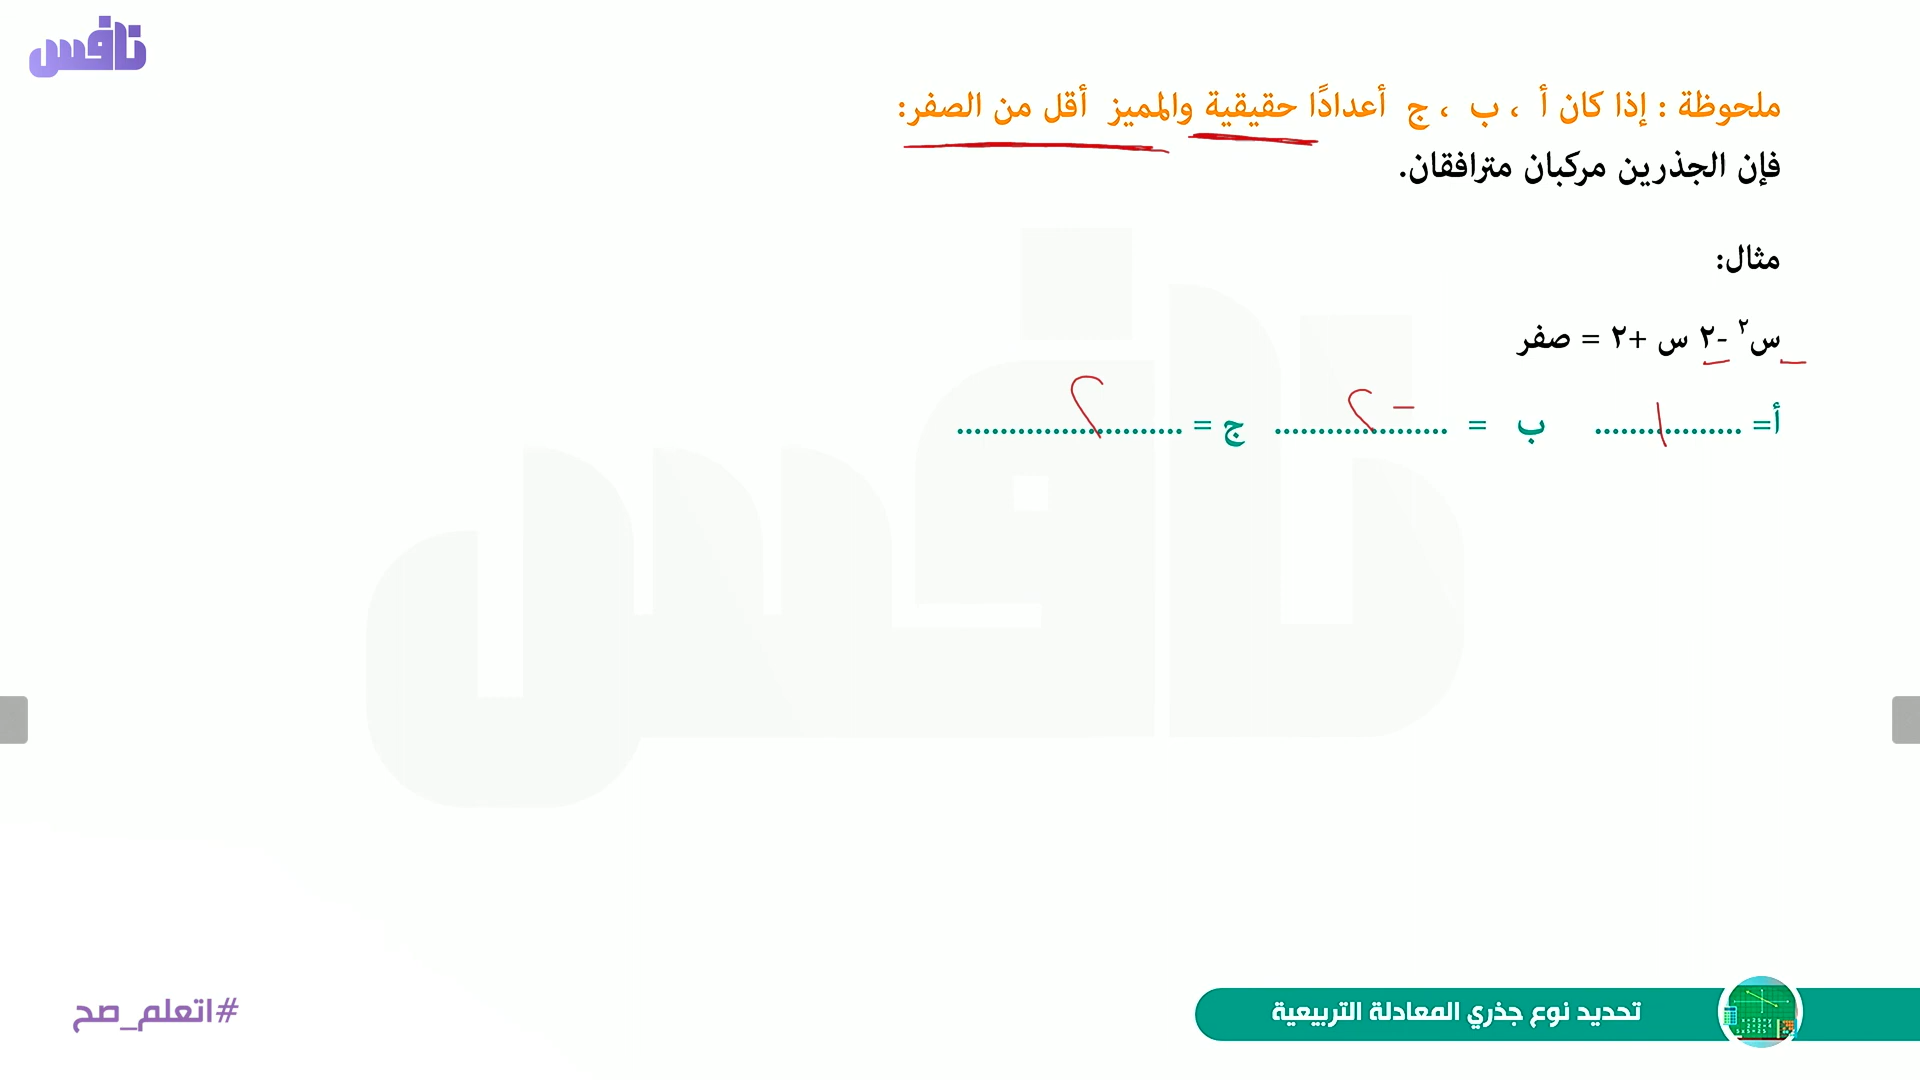 نافس
ملحوظة : إذا كان أ ، ب ، ج أعدادًا حقيقية والمميز أقل من الصفر:
فإن الجذرين مركبان مترافقان.
مثال:
س٢ -٢ س +٢ = صفر
أ= ........١........ ب = ........-٢........ ج = ........٢........
تحديد نوع جذري المعادلة التربيعية
#اتعلم_صح